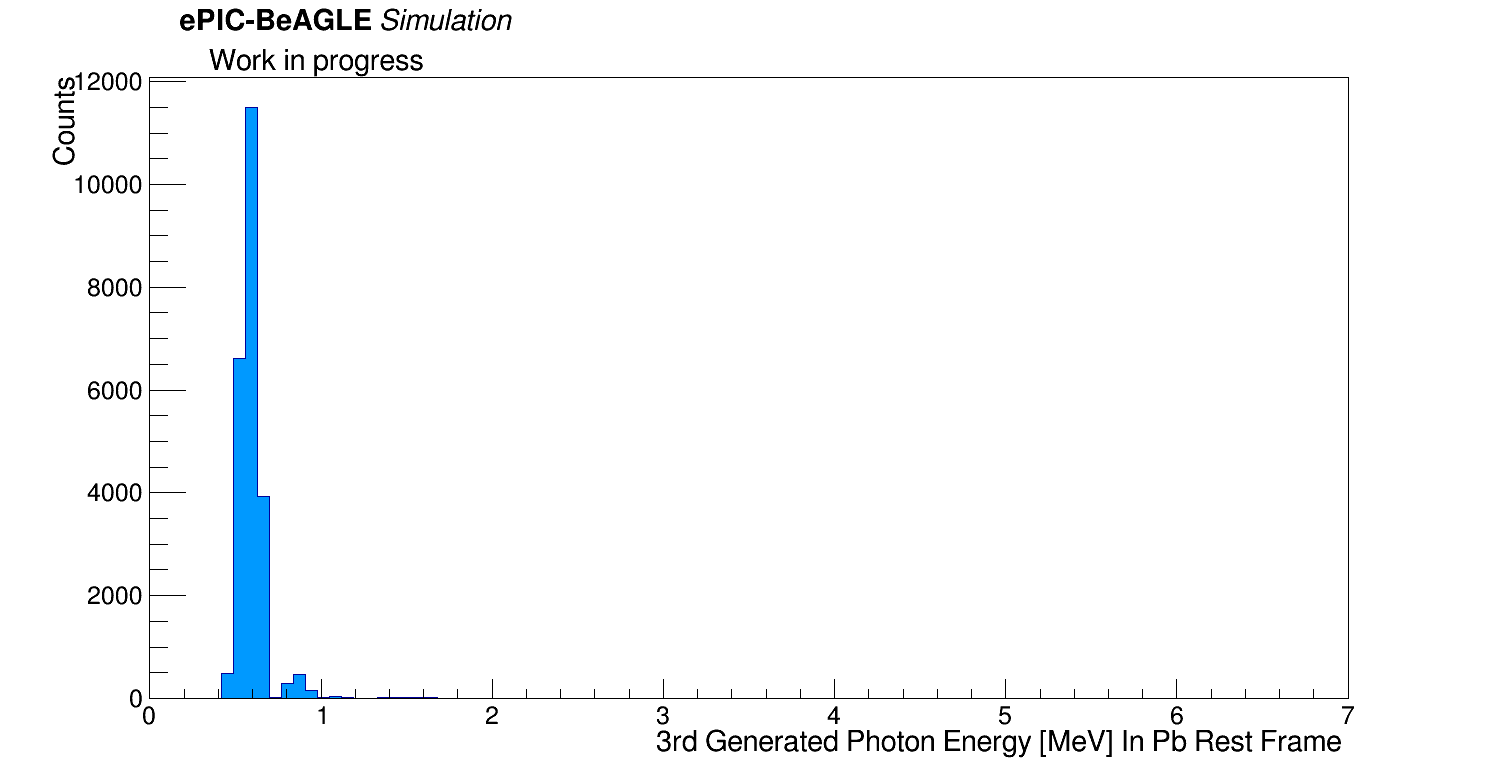 ePIC-BeAGLE Simulation
Work in progress
Counts
12000
10000
8000
6000
4000
2000
0
0 1 2 3 4 5 6 7
3rd Generated Photon Energy [MeV] In Pb Rest Frame